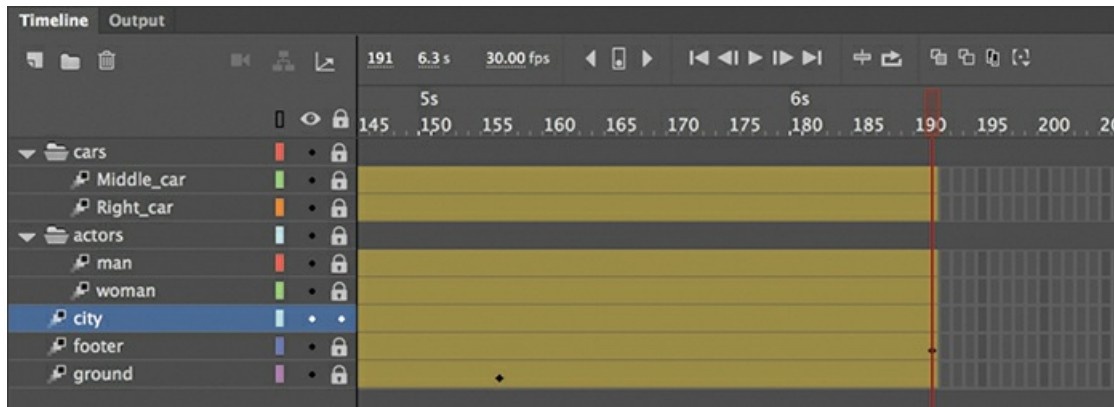 Timeline Output
191 6.3 s 30.00 fps
5s 6s
145 150 155 160 165 170 175 180 185 190 195 200
cars
Middle_car
Right_car
actors
man
woman
city
footer
ground